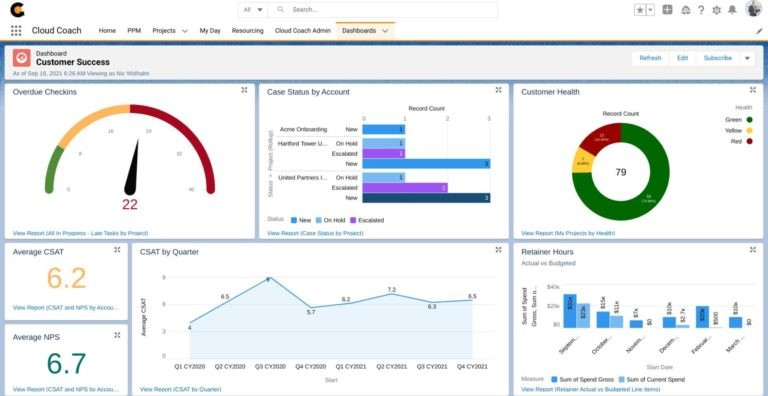 All
Search...
Cloud Coach
Home
PPM
Projects
My Day
Resourcing
Cloud Coach Admin
Dashboards
Dashboard
Customer Success
As of Sep 16, 2021 6:26 AM Viewing as Nic Widhalm
Refresh
Edit
Subscribe
Overdue Checkins
0
8
16
24
32
40
22
View Report (All In Progress - Late Tasks by Project)
Case Status by Account
Record Count
0
1
2
3
Status > Project (Rollup)
Acme Onboarding
New
1
Hartford Tower U...
On Hold
1
Escalated
1
New
3
United Partners I...
On Hold
1
Escalated
2
New
3
Status
New
On Hold
Escalated
View Report (Case Status by Project)
Customer Health
Record Count
Health
Green
Yellow
Red
79
View Report (My Projects by Health)
Average CSAT
6.2
View Report (CSAT and NPS by Accou...
Average NPS
6.7
View Report (CSAT and NPS by Accou...
CSAT by Quarter
Average CSAT
9
6
3
0
4
6.5
9
5.7
6.2
7.2
6.3
6.5
Q1 CY2020
Q2 CY2020
Q3 CY2020
Q4 CY2020
Q1 CY2021
Q2 CY2021
Q3 CY2021
Q4 CY2021
Start
View Report (CSAT by Quarter)
Retainer Hours
Actual vs Budgeted
Sum of Spend
Gross, Sum o...
$40k
$20k
$0
$31k
$23k
$15k
$11k
$7k
$0
$10k
$2.7k
$20k
$500
$10k
$0
Septem...
October...
Novem...
Decem...
Februar...
March ...
Start Date
Measure
Sum of Spend Gross
Sum of Current Spend
View Report (Retainer Actual vs Budgeted Line Items)